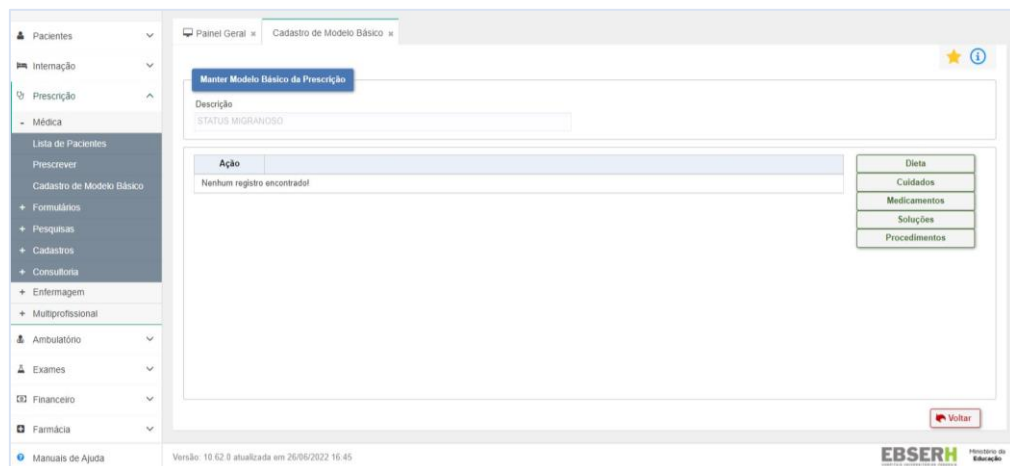 Pacientes
Internação
Prescrição
- Médica
Lista de Pacientes
Prescrever
Cadastro de Modelo Básico
+ Formulários
+ Pesquisas
+ Cadastros
+ Consultoria
+ Enfermagem
+ Multiprofissional
Ambulatório
Exames
Financeiro
Farmácia
Manuais de Ajuda
Painel Geral × Cadastro de Modelo Básico ×
Manter Modelo Básico da Prescrição
Descrição
STATUS MIGRANOSO
Ação
Nenhum registro encontrado!
Dieta
Cuidados
Medicamentos
Soluções
Procedimentos
Voltar
Versão: 10.62.0 atualizada em 26/06/2022 16:45
EBSERH
Ministério da
Educação